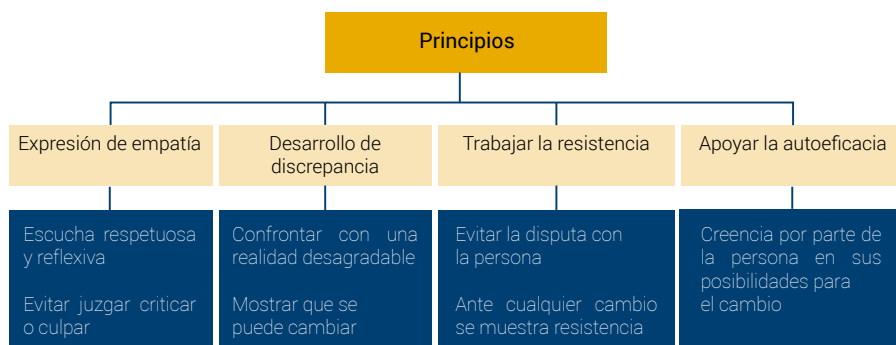 Principios
Expresión de empatía
Desarrollo de
discrepancia
Trabajar la resistencia
Apoyar la autoeficacia
Escucha respetuosa
y reflexiva
Evitar juzgar criticar
o culpar
Confrontar con una
realidad desagradable
Mostrar que se
puede cambiar
Evitar la disputa con
la persona
Ante cualquier cambio
se muestra resistencia
Creencia por parte de
la persona en sus
posibilidades para
el cambio